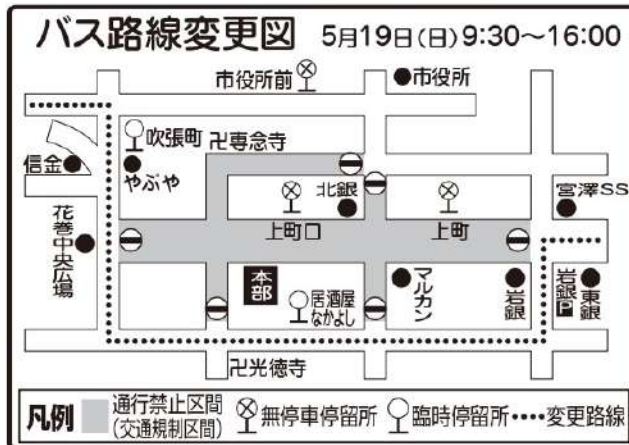 バス路線変更図 5月19日(日)9:30～16:00
市役所前
市役所
吹張町
卍専念寺
信金
やぶや
北銀
宮澤SS
花巻中央広場
上町口
上町
本部
居酒屋
なかよし
マルカン
岩銀
岩銀P
東銀
卍光徳寺
凡例
通行禁止区間
(交通規制区間)
無停車停留所
臨時停留所
変更路線